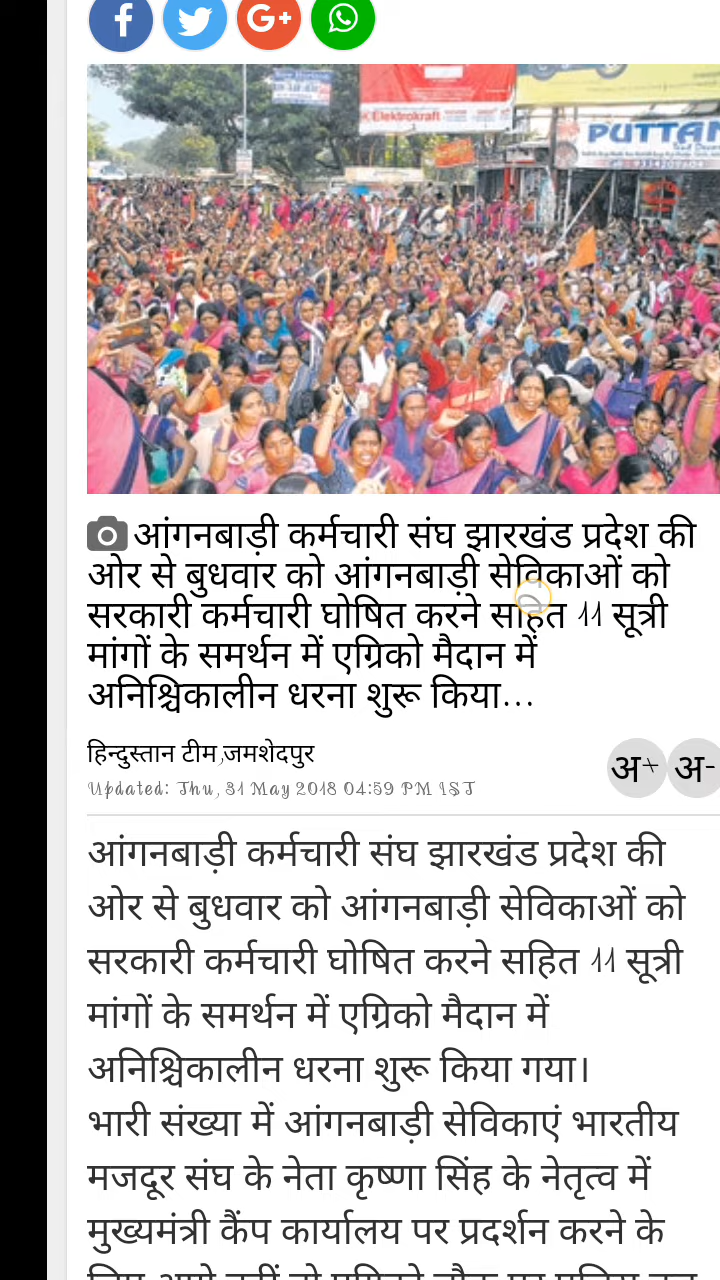 f
G+
New Horizon
Elektrokraft
PUTTA
आंगनबाड़ी कर्मचारी संघ झारखंड प्रदेश की
ओर से बुधवार को आंगनबाड़ी सेविकाओं को
सरकारी कर्मचारी घोषित करने सहित 11 सूत्री
मांगों के समर्थन में एग्रिको मैदान में
अनिश्चिकालीन धरना शुरू किया...
हिन्दुस्तान टीम,जमशेदपुर
अ+ अ-
Updated: Thu, 31 May 2018 04:59 PM IST
आंगनबाड़ी कर्मचारी संघ झारखंड प्रदेश की
ओर से बुधवार को आंगनबाड़ी सेविकाओं को
सरकारी कर्मचारी घोषित करने सहित 11 सूत्री
मांगों के समर्थन में एग्रिको मैदान में
अनिश्चिकालीन धरना शुरू किया गया।
भारी संख्या में आंगनबाड़ी सेविकाएं भारतीय
मजदूर संघ के नेता कृष्णा सिंह के नेतृत्व में
मुख्यमंत्री कैंप कार्यालय पर प्रदर्शन करने के